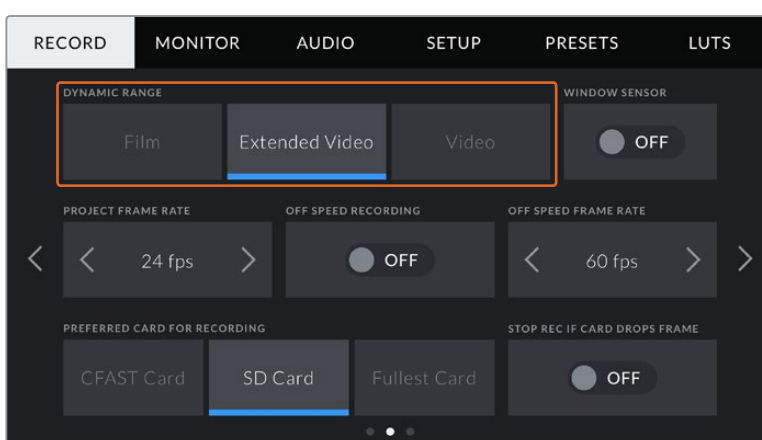 RECORD MONITOR AUDIO SETUP PRESETS LUTS
DYNAMIC RANGE WINDOW SENSOR
Film Extended Video Video OFF
PROJECT FRAME RATE OFF SPEED RECORDING OFF SPEED FRAME RATE
24 fps OFF 60 fps
PREFERRED CARD FOR RECORDING STOP REC IF CARD DROPS FRAME
CFAST Card SD Card Fullest Card OFF